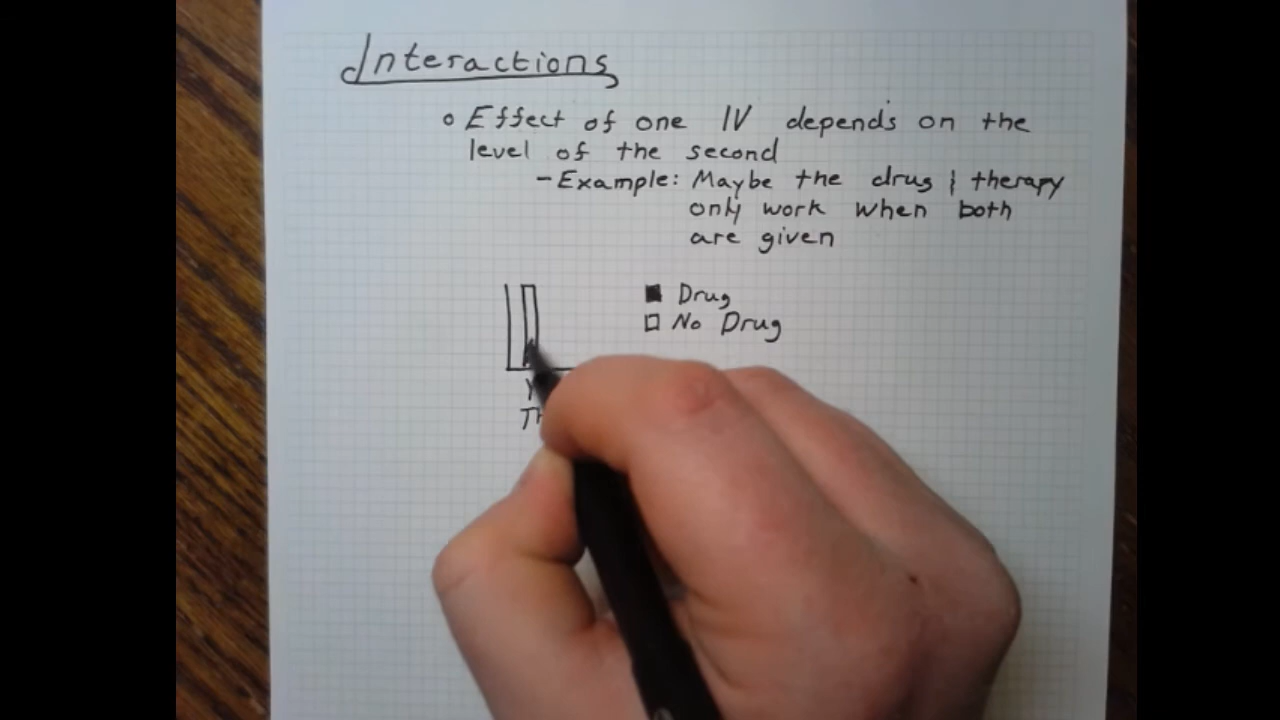 Interactions
Effect of one IV depends on the
level of the second
- Example: Maybe the drug & therapy
only work when both
are given
Drug
No Drug